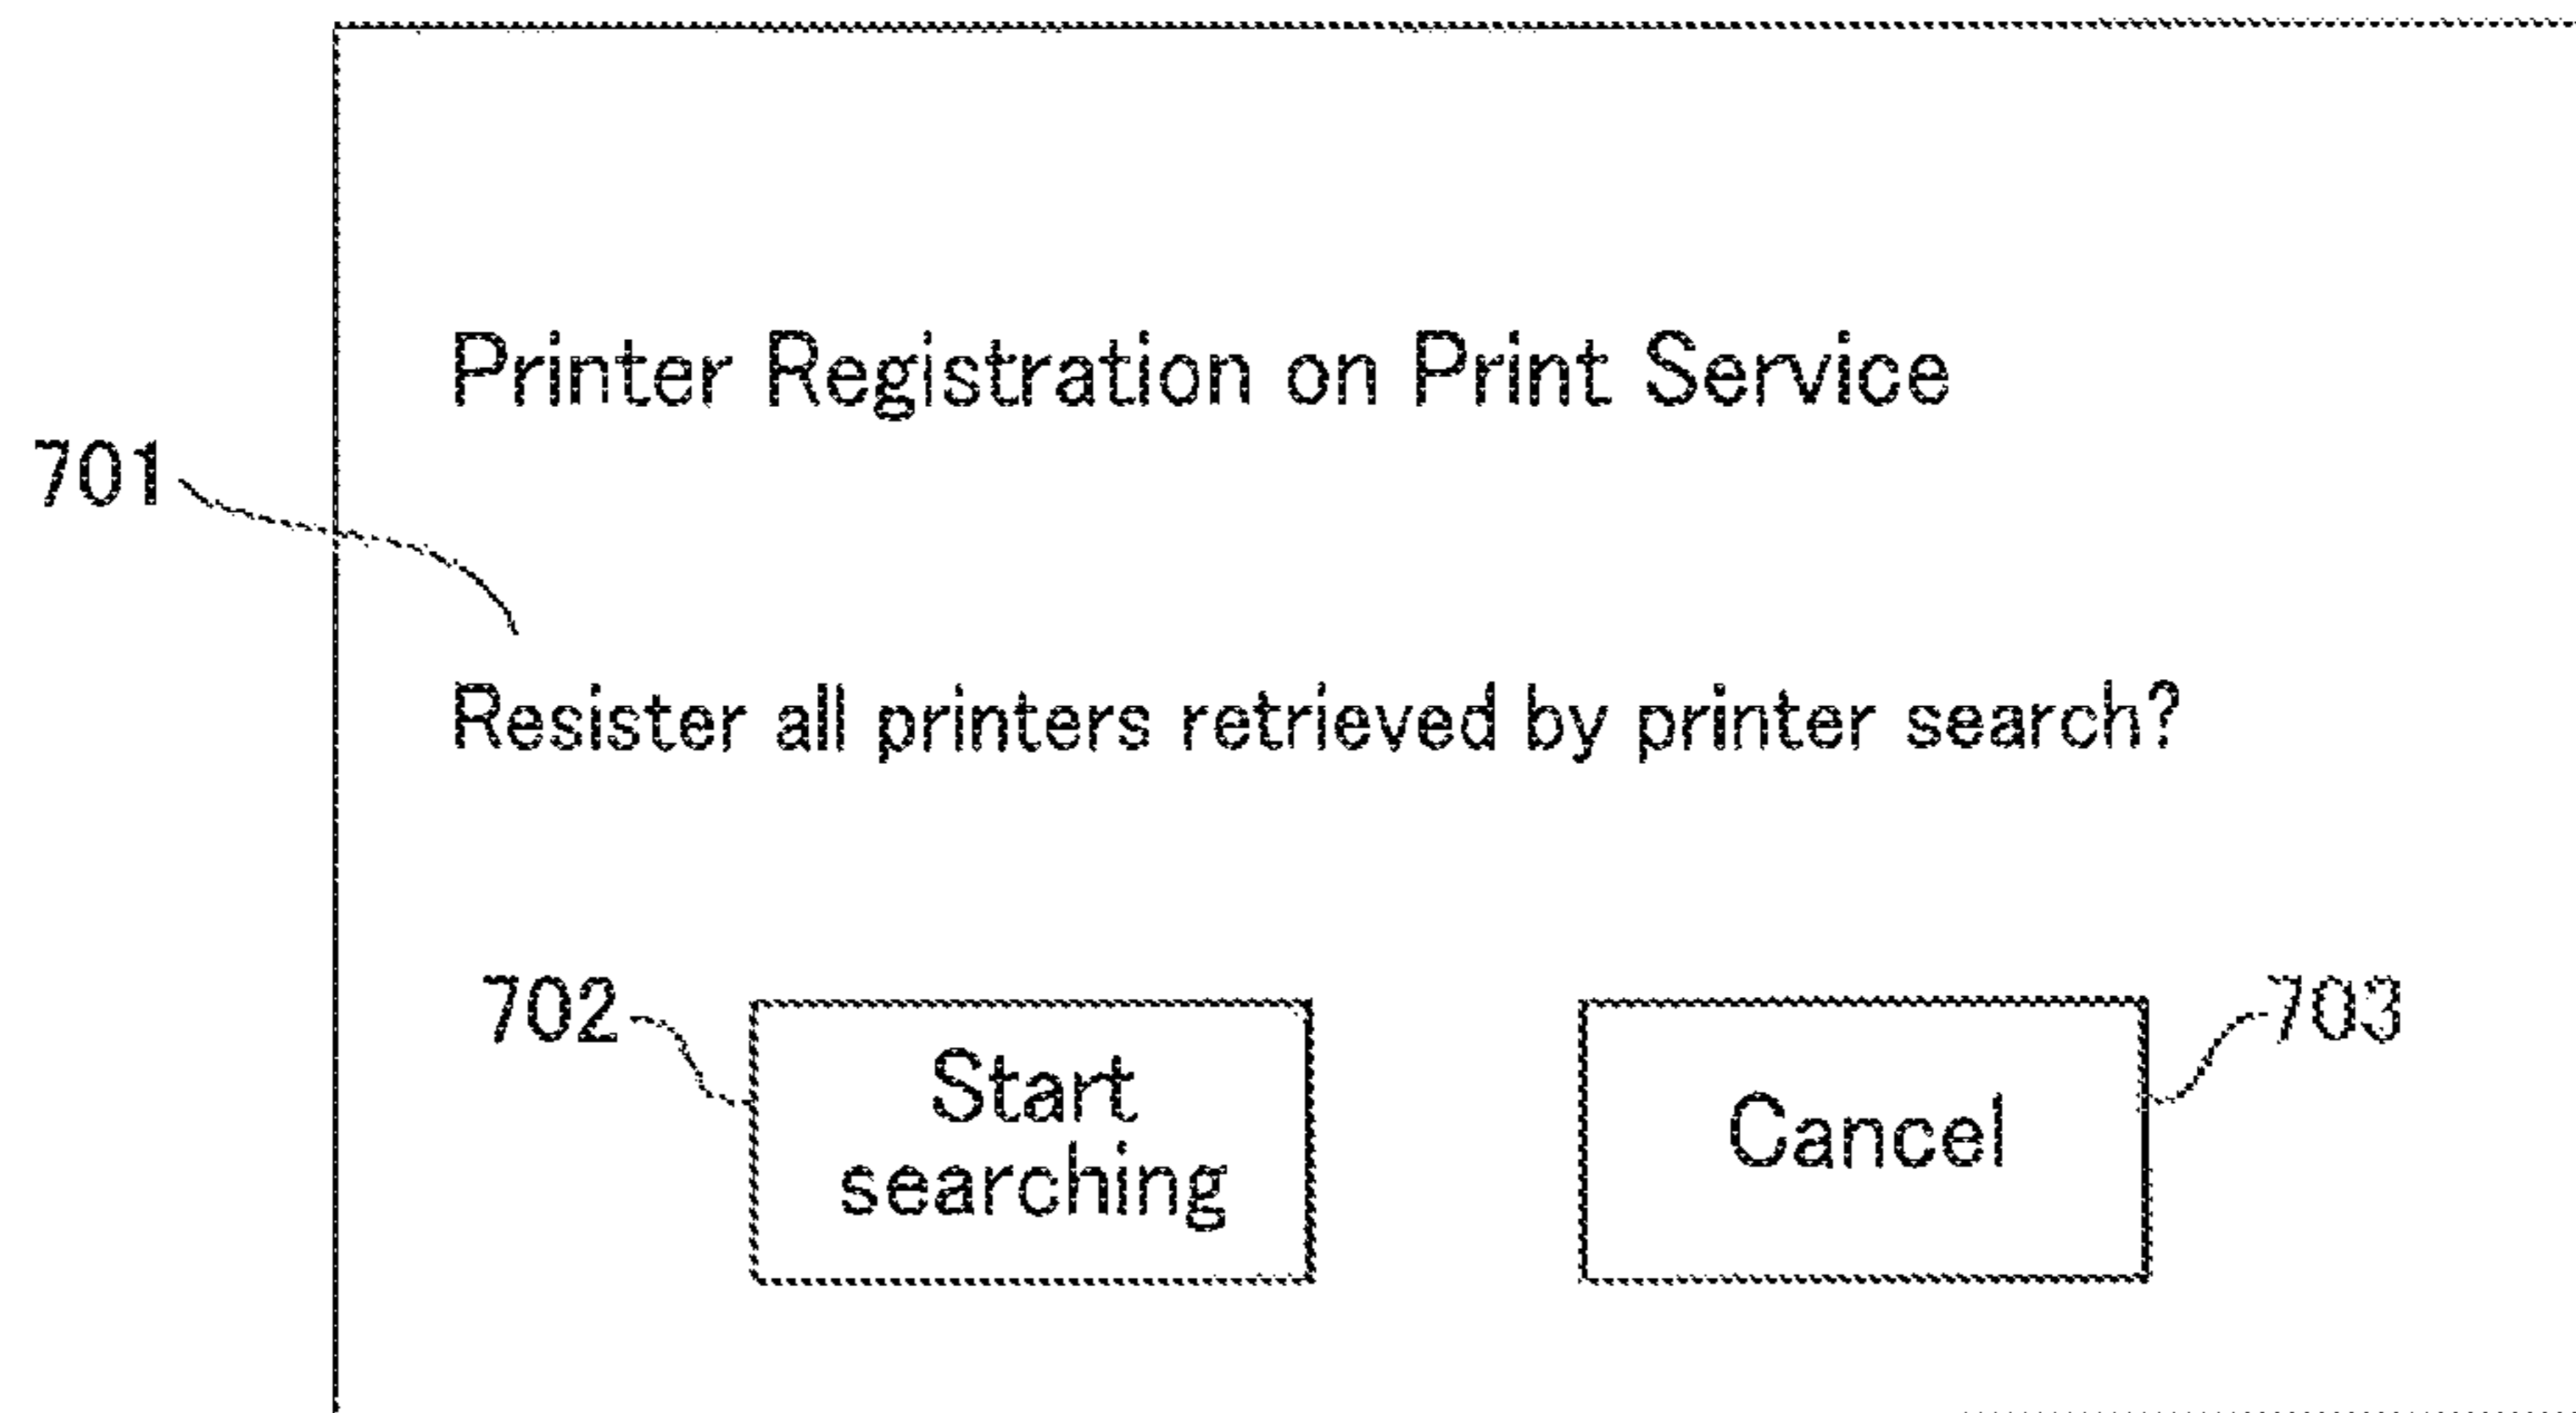 Printer Registration on Print Service
701
Resister all printers retrieved by printer search?
702
Start
searching
Cancel
703